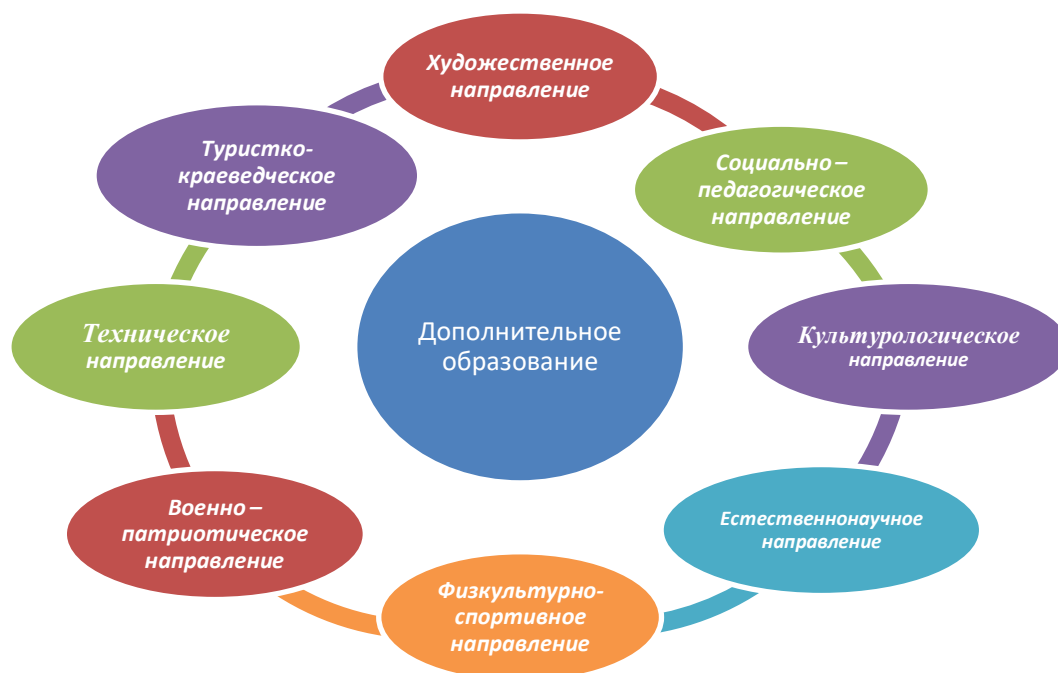 Художественное
направление
Социально –
педагогическое
направление
Культурологическое
направление
Естественнонаучное
направление
Физкультурно-
спортивное
направление
Военно –
патриотическое
направление
Техническое
направление
Туристко-
краеведческое
направление
Дополнительное
образование